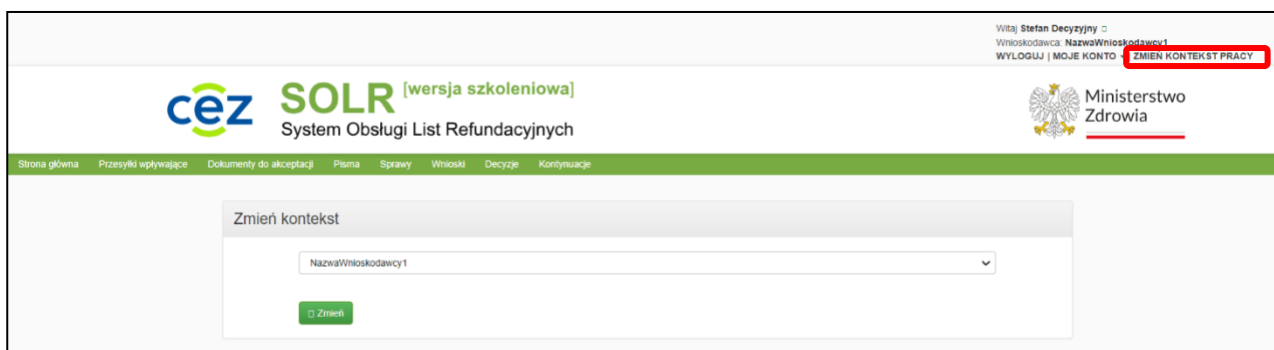 Witaj Stefan Decyzyjny
Wnioskodawca: NazwaWnioskodawcy1
WYLOGUJ | MOJE KONTO ZMIEŃ KONTEKST PRACY
cez
SOLR [wersja szkoleniowa]
System Obsługi List Refundacyjnych
Ministerstwo
Zdrowia
Strona główna Przesyłki wpływające Dokumenty do akceptacji Pisma Sprawy Wnioski Decyzje Kontynuacje
Zmień kontekst
NazwaWnioskodawcy1
Zmień